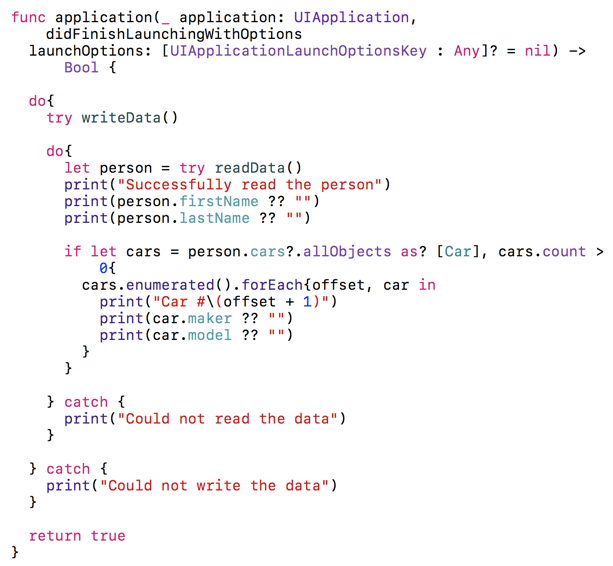 func application(_ application: UIApplication,
    didFinishLaunchingWithOptions
  launchOptions: [UIApplicationLaunchOptionsKey : Any]? = nil) ->
      Bool {

  do{
    try writeData()

    do{
      let person = try readData()
      print("Successfully read the person")
      print(person.firstName ?? "")
      print(person.lastName ?? "")

      if let cars = person.cars?.allObjects as? [Car], cars.count >
          0{
        cars.enumerated().forEach{offset, car in
          print("Car #\(offset + 1)")
          print(car.maker ?? "")
          print(car.model ?? "")
        }
      }

    } catch {
      print("Could not read the data")
    }

  } catch {
    print("Could not write the data")
  }

  return true
}